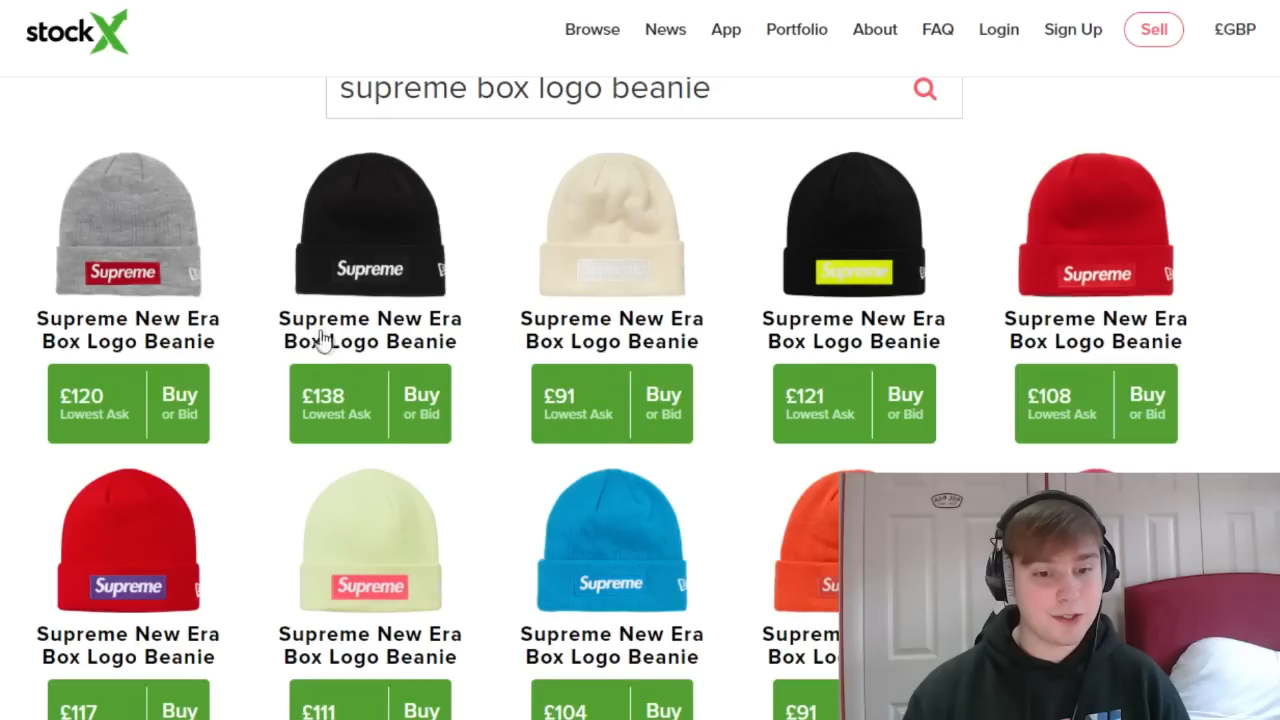 stockX
Browse News App Portfolio About FAQ Login Sign Up Sell £GBP
supreme box logo beanie
Supreme
Supreme
Supreme
Supreme
Supreme
Supreme New Era
Box Logo Beanie
Supreme New Era
Box Logo Beanie
Supreme New Era
Box Logo Beanie
Supreme New Era
Box Logo Beanie
Supreme New Era
Box Logo Beanie
£120
Lowest Ask
Buy
or Bid
£138
Lowest Ask
Buy
or Bid
£91
Lowest Ask
Buy
or Bid
£121
Lowest Ask
Buy
or Bid
£108
Lowest Ask
Buy
or Bid
Supreme
Supreme
Supreme
Su
Supreme New Era
Box Logo Beanie
Supreme New Era
Box Logo Beanie
Supreme New Era
Box Logo Beanie
Suprem
Box Lo
£117
Buy
£111
Buy
£104
Buy
£91